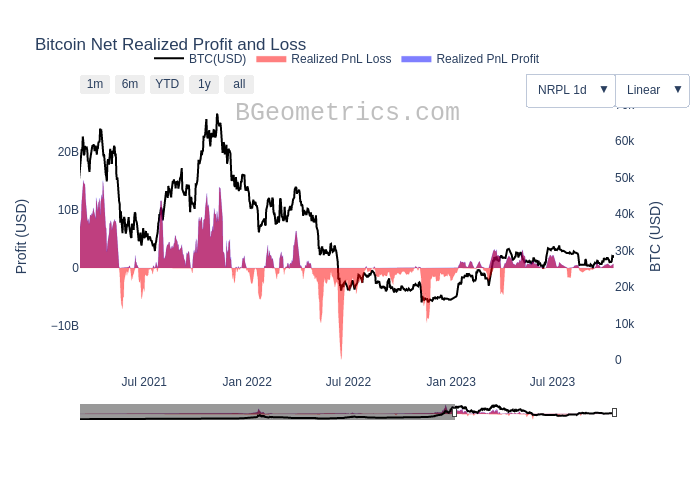 Bitcoin Net Realized Profit and Loss
BTC(USD) Realized PnL Loss Realized PnL Profit
1m 6m YTD 1y all
NRPL 1d ▼ Linear ▼
BGeometrics.com
20B
10B
0
−10B
Profit (USD)
60k
50k
40k
30k
20k
10k
0
BTC (USD)
Jul 2021 Jan 2022 Jul 2022 Jan 2023 Jul 2023